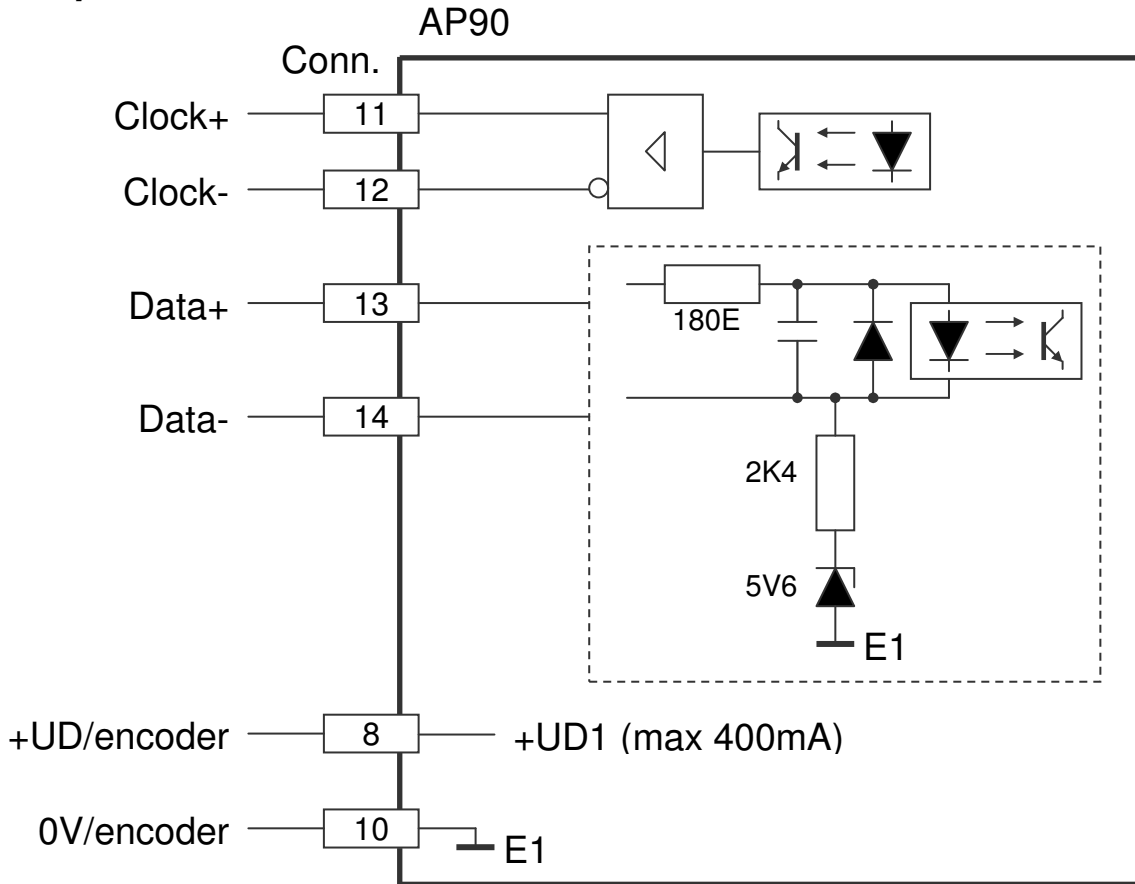 AP90
Conn.
Clock+
11
Clock-
12
Data+
13
180E
Data-
14
2K4
5V6
E1
+UD/encoder
8
+UD1 (max 400mA)
0V/encoder
10
E1